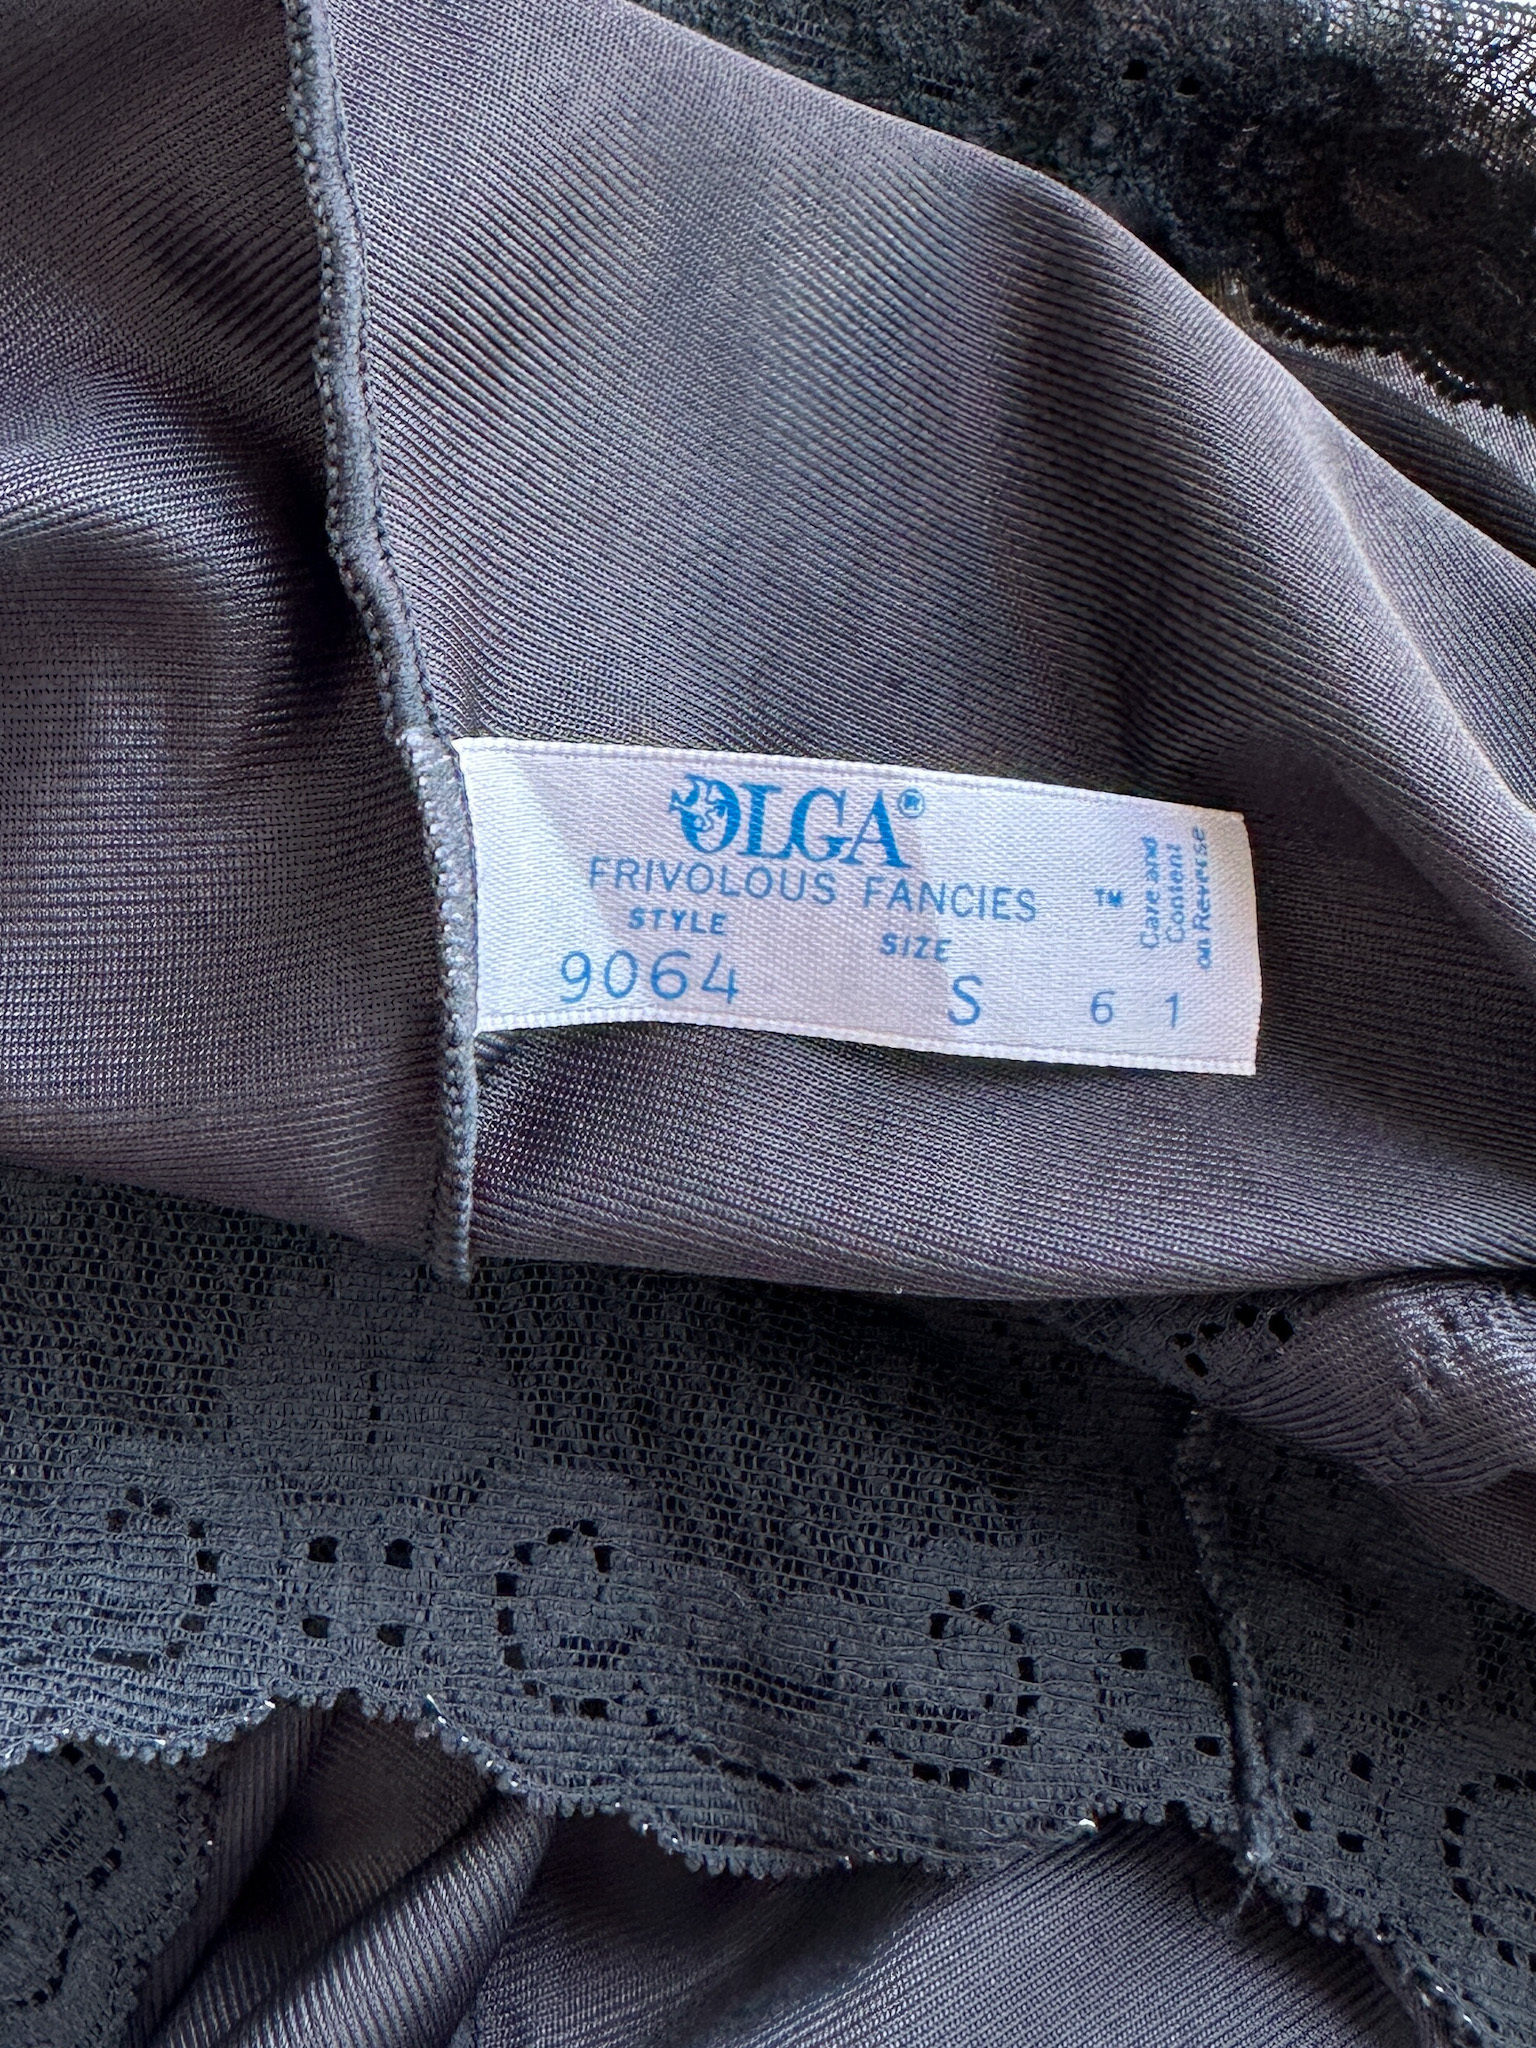 OLGA®
FRIVOLOUS FANCIES ™
STYLE SIZE
9064 S 6 1
Care and
Content
on Reverse